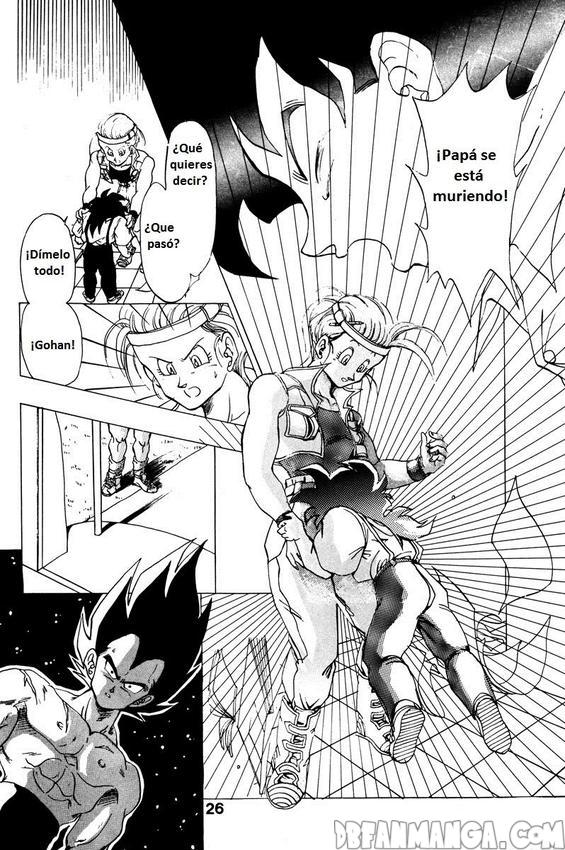 ¡Papá se
está
muriendo!
¿Qué
quieres
decir?
¿Que
pasó?
¡Dímelo
todo!
¡Gohan!
26
DBFANMANGA.COM